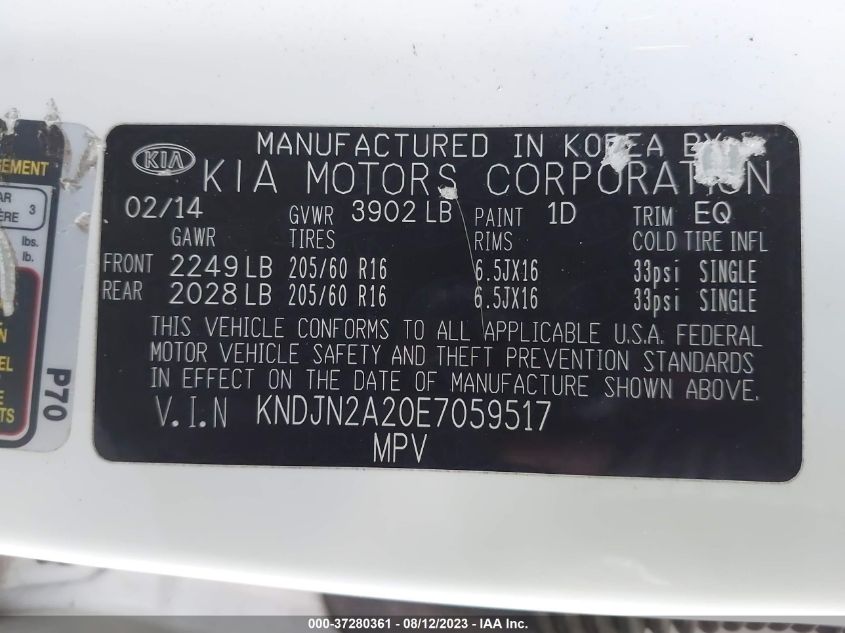 MANUFACTURED IN KOREA BY
KIA KIA MOTORS CORPORATION
02/14 GVWR 3902 LB PAINT 1D TRIM EQ
GAWR TIRES RIMS COLD TIRE INFL
FRONT 2249 LB 205/60 R16 6.5JX16 33psi SINGLE
REAR 2028 LB 205/60 R16 6.5JX16 33psi SINGLE
THIS VEHICLE CONFORMS TO ALL APPLICABLE U.S.A. FEDERAL
MOTOR VEHICLE SAFETY AND THEFT PREVENTION STANDARDS
IN EFFECT ON THE DATE OF MANUFACTURE SHOWN ABOVE.
V.I.N KNDJN2A20E7059517
MPV
3
lbs.
lb.
P70
000-37280361 - 08/12/2023 - IAA Inc.